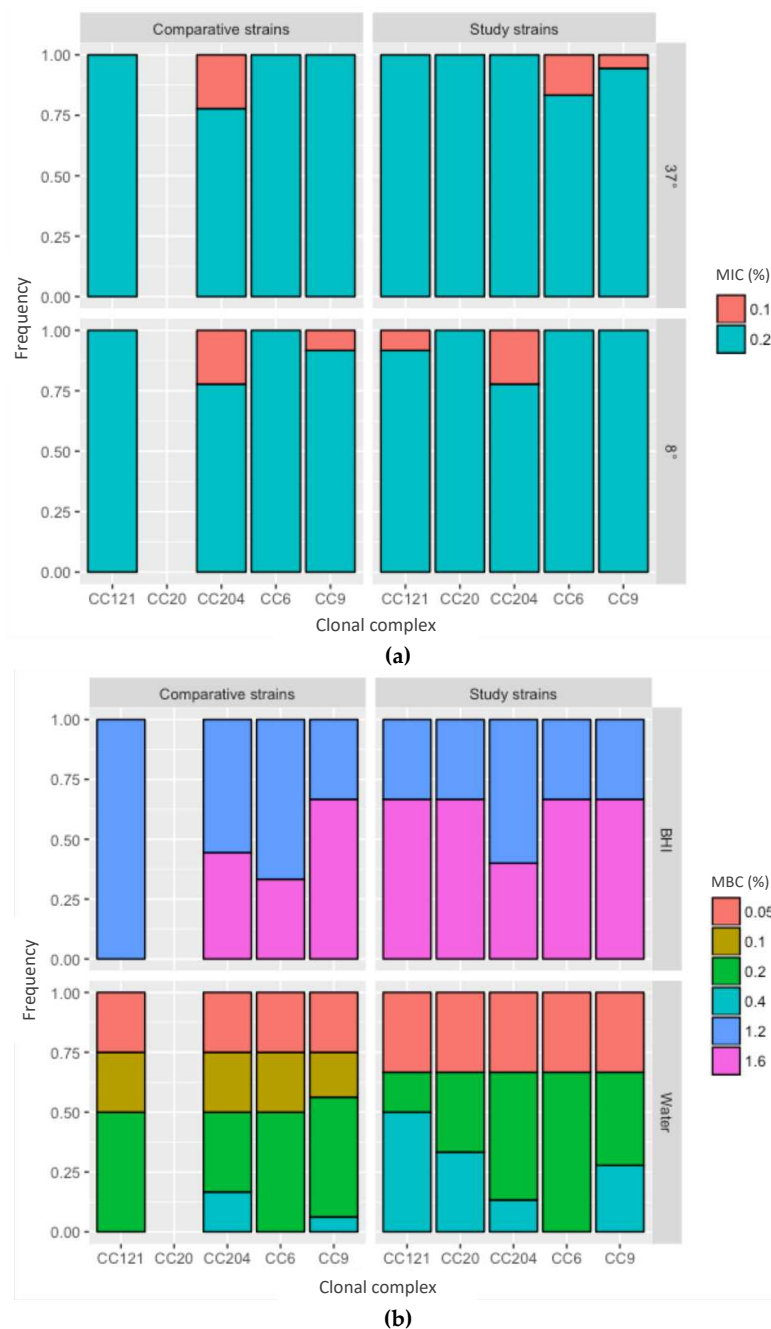 Comparative strains Study strains
1.00
0.75
0.50
0.25
0.00
37°
Frequency
1.00
0.75
0.50
0.25
0.00
8°
MIC (%)
0.1
0.2
CC121 CC20 CC204 CC6 CC9 CC121 CC20 CC204 CC6 CC9
Clonal complex
(a)
Comparative strains Study strains
1.00
0.75
0.50
0.25
0.00
BHI
Frequency
1.00
0.75
0.50
0.25
0.00
Water
MBC (%)
0.05
0.1
0.2
0.4
1.2
1.6
CC121 CC20 CC204 CC6 CC9 CC121 CC20 CC204 CC6 CC9
Clonal complex
(b)